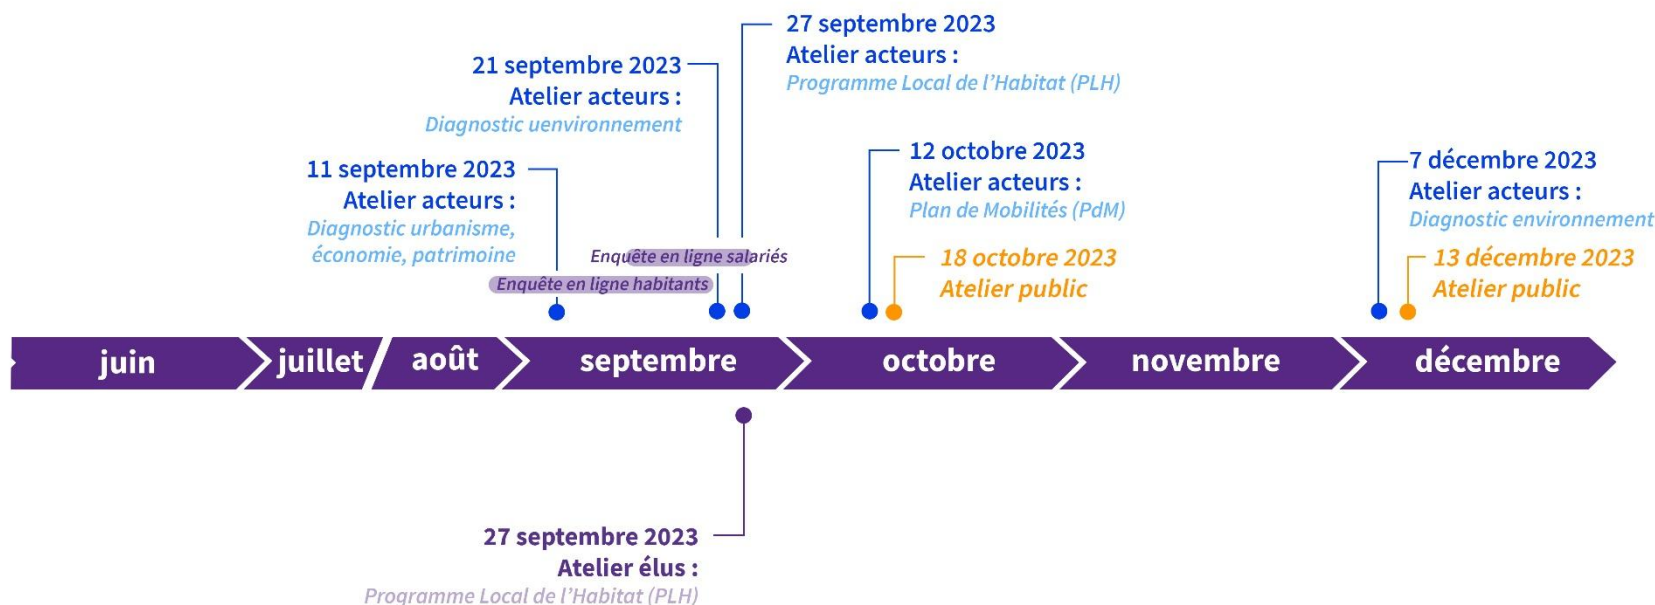 27 septembre 2023
Atelier acteurs :
Programme Local de l'Habitat (PLH)
21 septembre 2023
Atelier acteurs :
Diagnostic uenvironnement
11 septembre 2023
Atelier acteurs :
Diagnostic urbanisme,
économie, patrimoine
12 octobre 2023
Atelier acteurs :
Plan de Mobilités (PdM)
7 décembre 2023
Atelier acteurs :
Diagnostic environnement
Enquête en ligne salariés
Enquête en ligne habitants
18 octobre 2023
Atelier public
13 décembre 2023
Atelier public
juin juillet août septembre octobre novembre décembre
27 septembre 2023
Atelier élus :
Programme Local de l'Habitat (PLH)